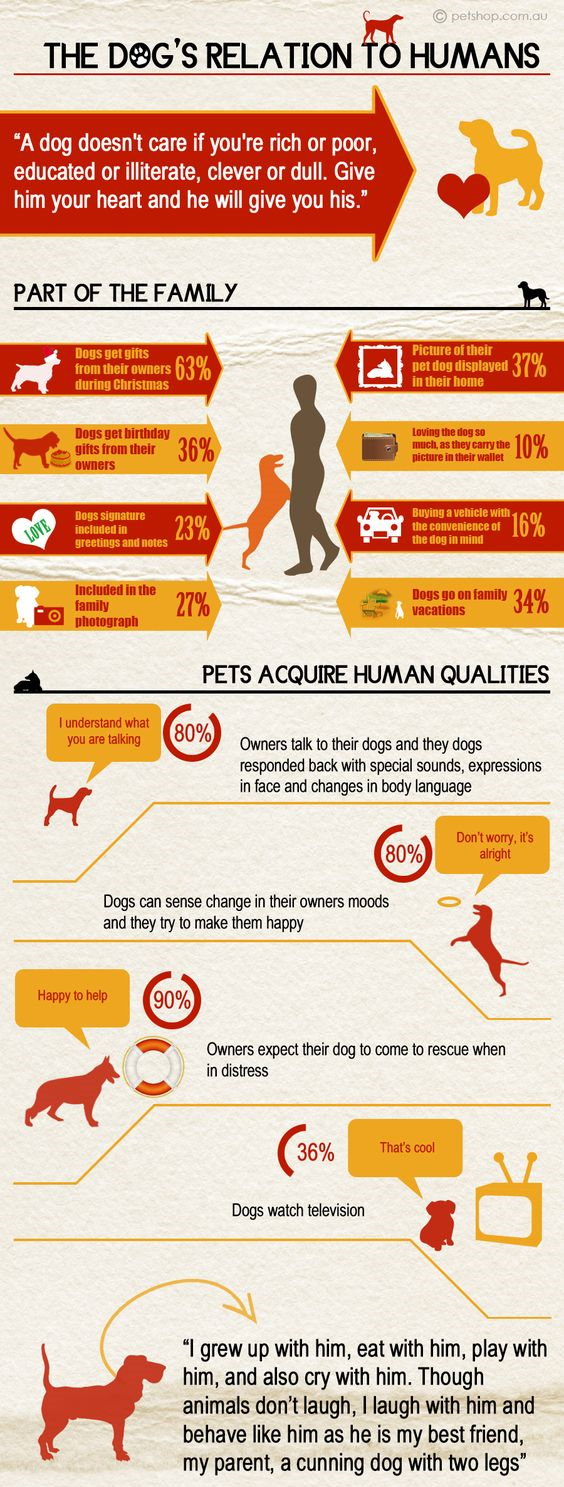 © petshop.com.au
THE DOG'S RELATION TO HUMANS
“A dog doesn't care if you're rich or poor,
educated or illiterate, clever or dull. Give
him your heart and he will give you his.”
PART OF THE FAMILY
Dogs get gifts
from their owners
during Christmas
63%
Picture of their
pet dog displayed
in their home
37%
Dogs get birthday
gifts from their
owners
36%
Loving the dog so
much, as they carry the
picture in their wallet
10%
LOVE
Dogs signature
included in
greetings and notes
23%
Buying a vehicle with
the convenience of
the dog in mind
16%
Included in the
family
photograph
27%
Dogs go on family
vacations
34%
PETS ACQUIRE HUMAN QUALITIES
I understand what
you are talking
80%
Owners talk to their dogs and they dogs
responded back with special sounds, expressions
in face and changes in body language
80%
Don't worry, it's
alright
Dogs can sense change in their owners moods
and they try to make them happy
Happy to help
90%
Owners expect their dog to come to rescue when
in distress
36%
That's cool
Dogs watch television
“I grew up with him, eat with him, play with
him, and also cry with him. Though
animals don't laugh, I laugh with him and
behave like him as he is my best friend,
my parent, a cunning dog with two legs”